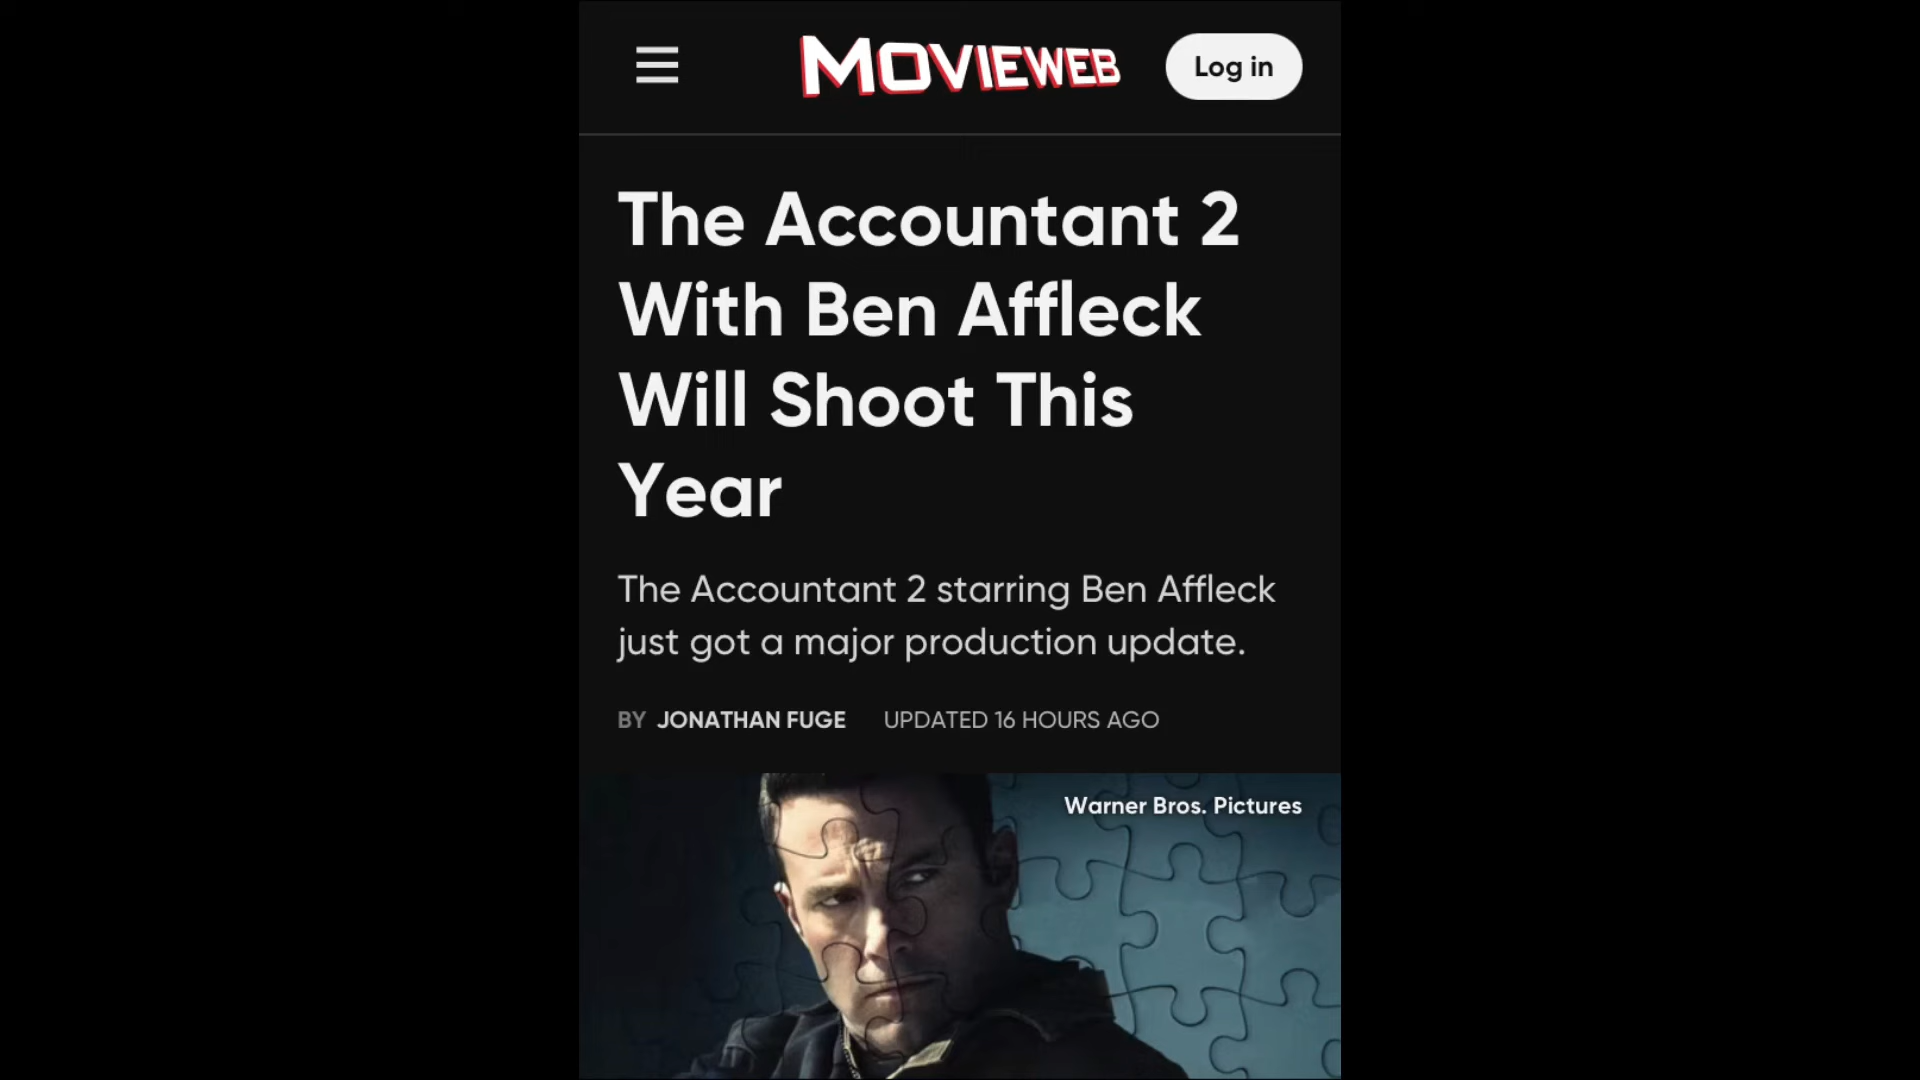 MOVIEWEB
Log in
The Accountant 2
With Ben Affleck
Will Shoot This
Year
The Accountant 2 starring Ben Affleck
just got a major production update.
BY JONATHAN FUGE UPDATED 16 HOURS AGO
Warner Bros. Pictures